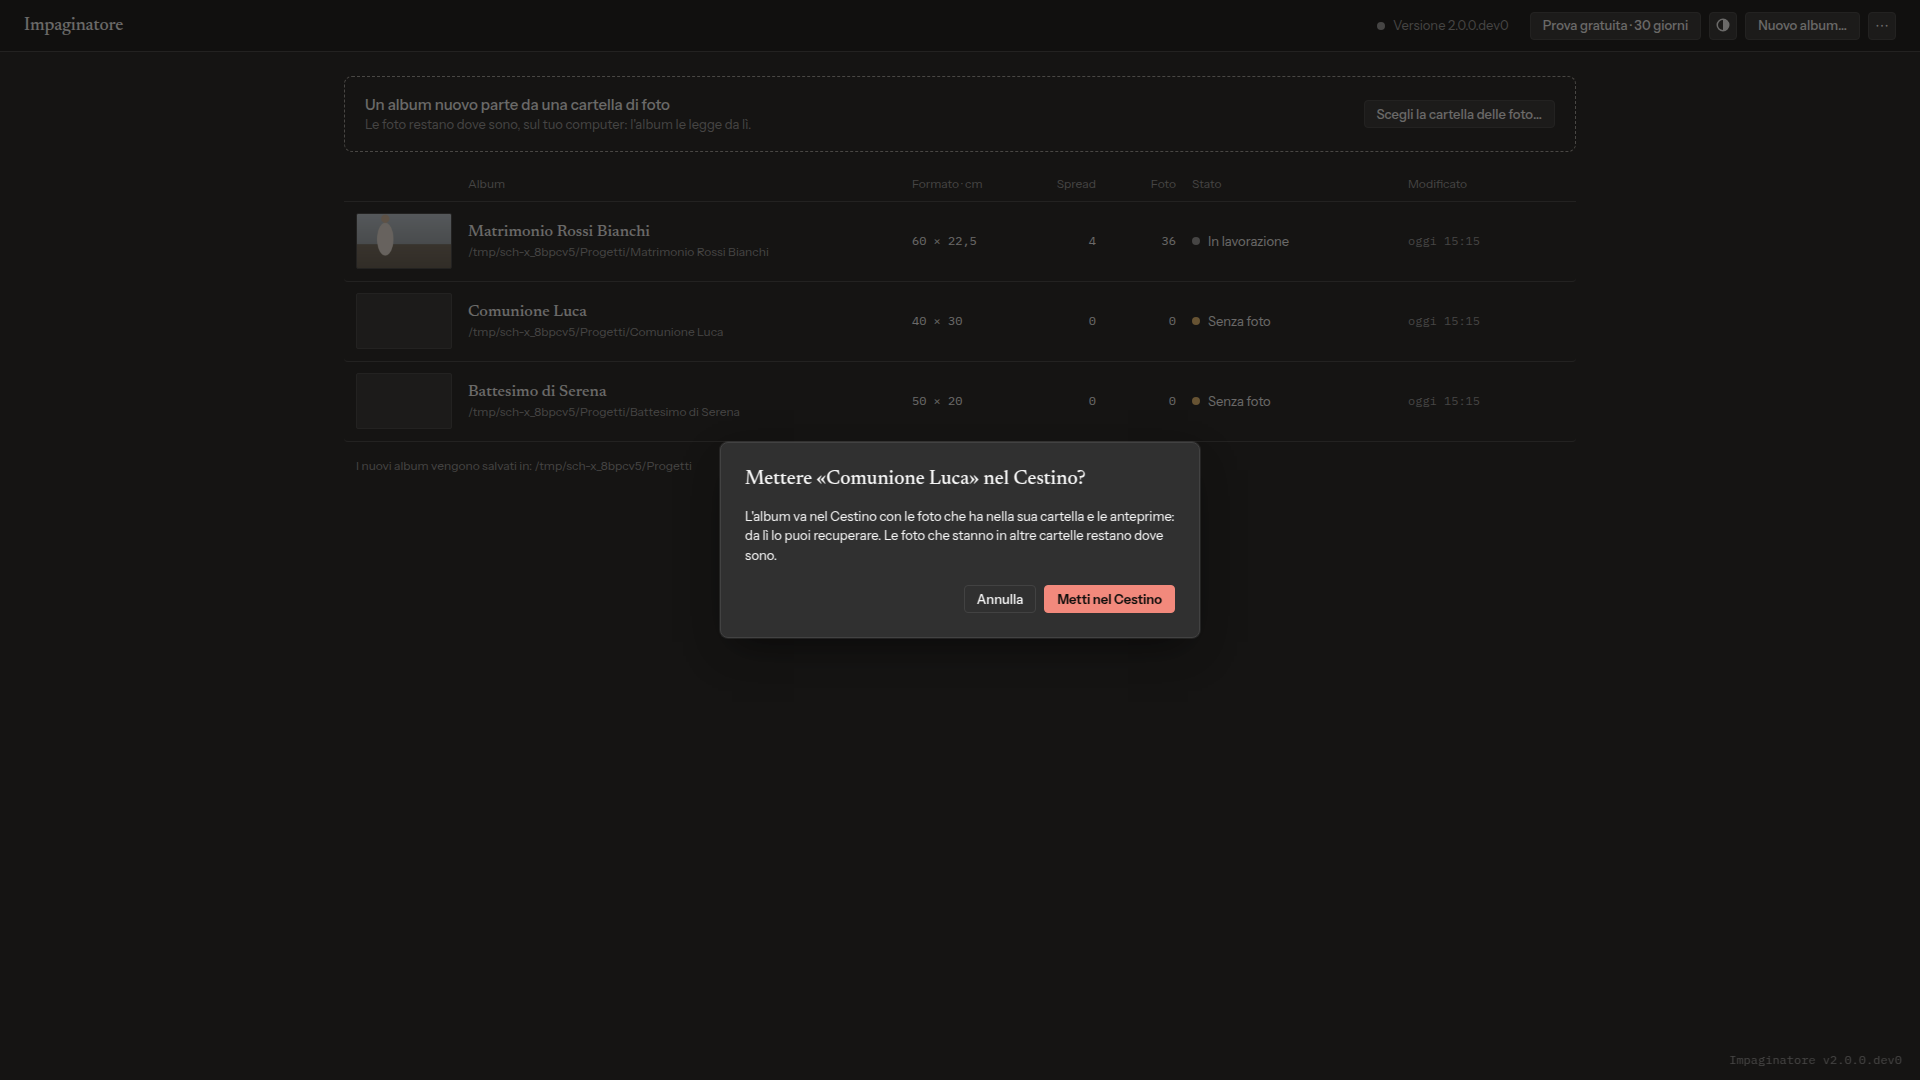 Impaginatore
Versione 2.0.0.dev0
Prova gratuita · 30 giorni
Nuovo album...
Un album nuovo parte da una cartella di foto
Le foto restano dove sono, sul tuo computer: l'album le legge da lì.
Scegli la cartella delle foto...
Album Formato · cm Spread Foto Stato Modificato
Matrimonio Rossi Bianchi
/tmp/sch-x_8bpcv5/Progetti/Matrimonio Rossi Bianchi
60 × 22,5 4 36 In lavorazione oggi 15:15
Comunione Luca
/tmp/sch-x_8bpcv5/Progetti/Comunione Luca
40 × 30 0 0 Senza foto oggi 15:15
Battesimo di Serena
/tmp/sch-x_8bpcv5/Progetti/Battesimo di Serena
50 × 20 0 0 Senza foto oggi 15:15
I nuovi album vengono salvati in: /tmp/sch-x_8bpcv5/Progetti
Mettere «Comunione Luca» nel Cestino?
L'album va nel Cestino con le foto che ha nella sua cartella e le anteprime:
da lì lo puoi recuperare. Le foto che stanno in altre cartelle restano dove
sono.
Annulla
Metti nel Cestino
Impaginatore v2.0.0.dev0